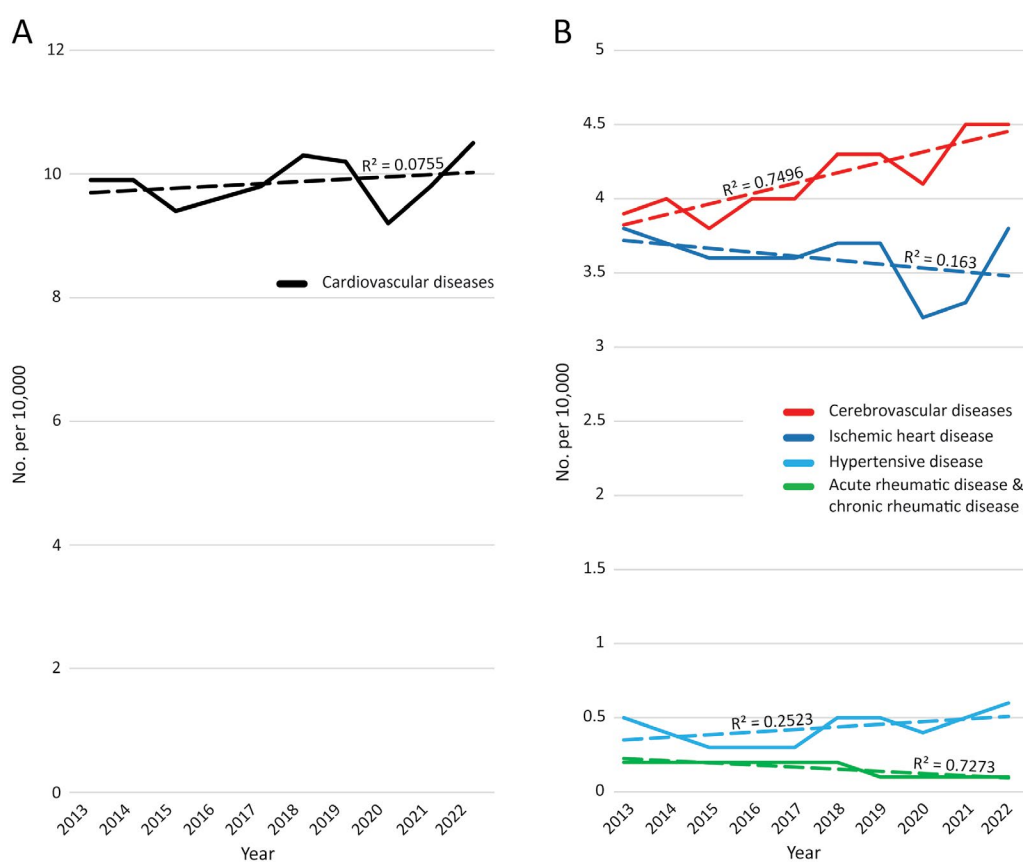 A
12
10
8
6
4
2
0
No. per 10,000
R² = 0.0755
Cardiovascular diseases
2013
2014
2015
2016
2017
2018
2019
2020
2021
2022
Year
B
5
4.5
4
3.5
3
2.5
2
1.5
1
0.5
0
No. per 10,000
R² = 0.7496
R² = 0.163
Cerebrovascular diseases
Ischemic heart disease
Hypertensive disease
Acute rheumatic disease &
chronic rheumatic disease
R² = 0.2523
R² = 0.7273
2013
2014
2015
2016
2017
2018
2019
2020
2021
2022
Year